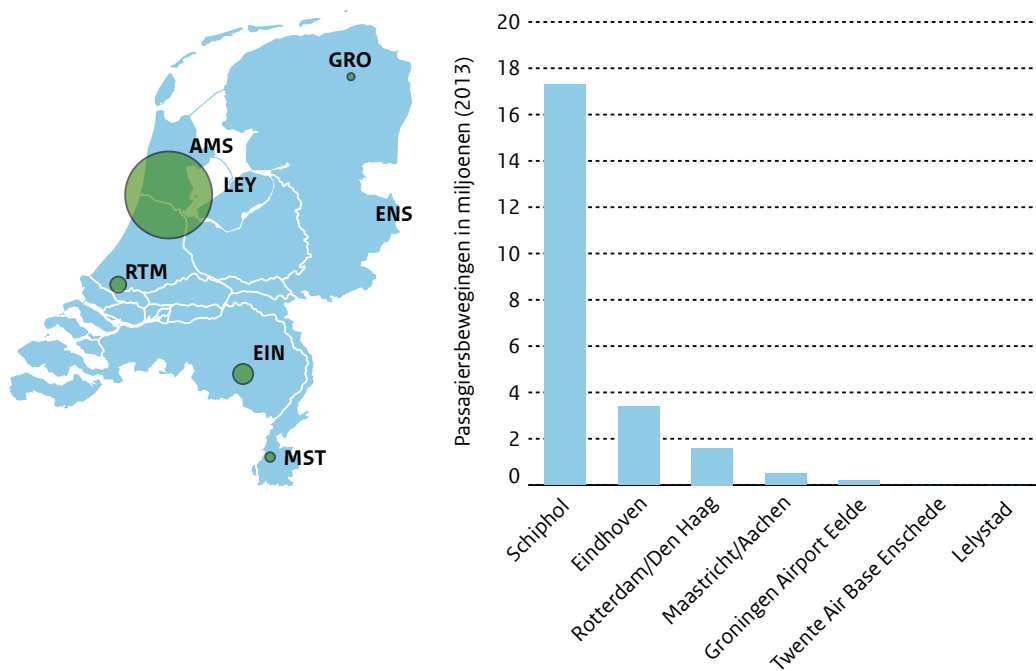 GRO
AMS
LEY
ENS
RTM
EIN
MST
Passagiersbewegingen in miljoenen (2013)
20
18
16
14
12
10
8
6
4
2
0
Schiphol
Eindhoven
Rotterdam/Den Haag
Maastricht/Aachen
Groningen Airport Eelde
Twente Air Base Enschede
Lelystad